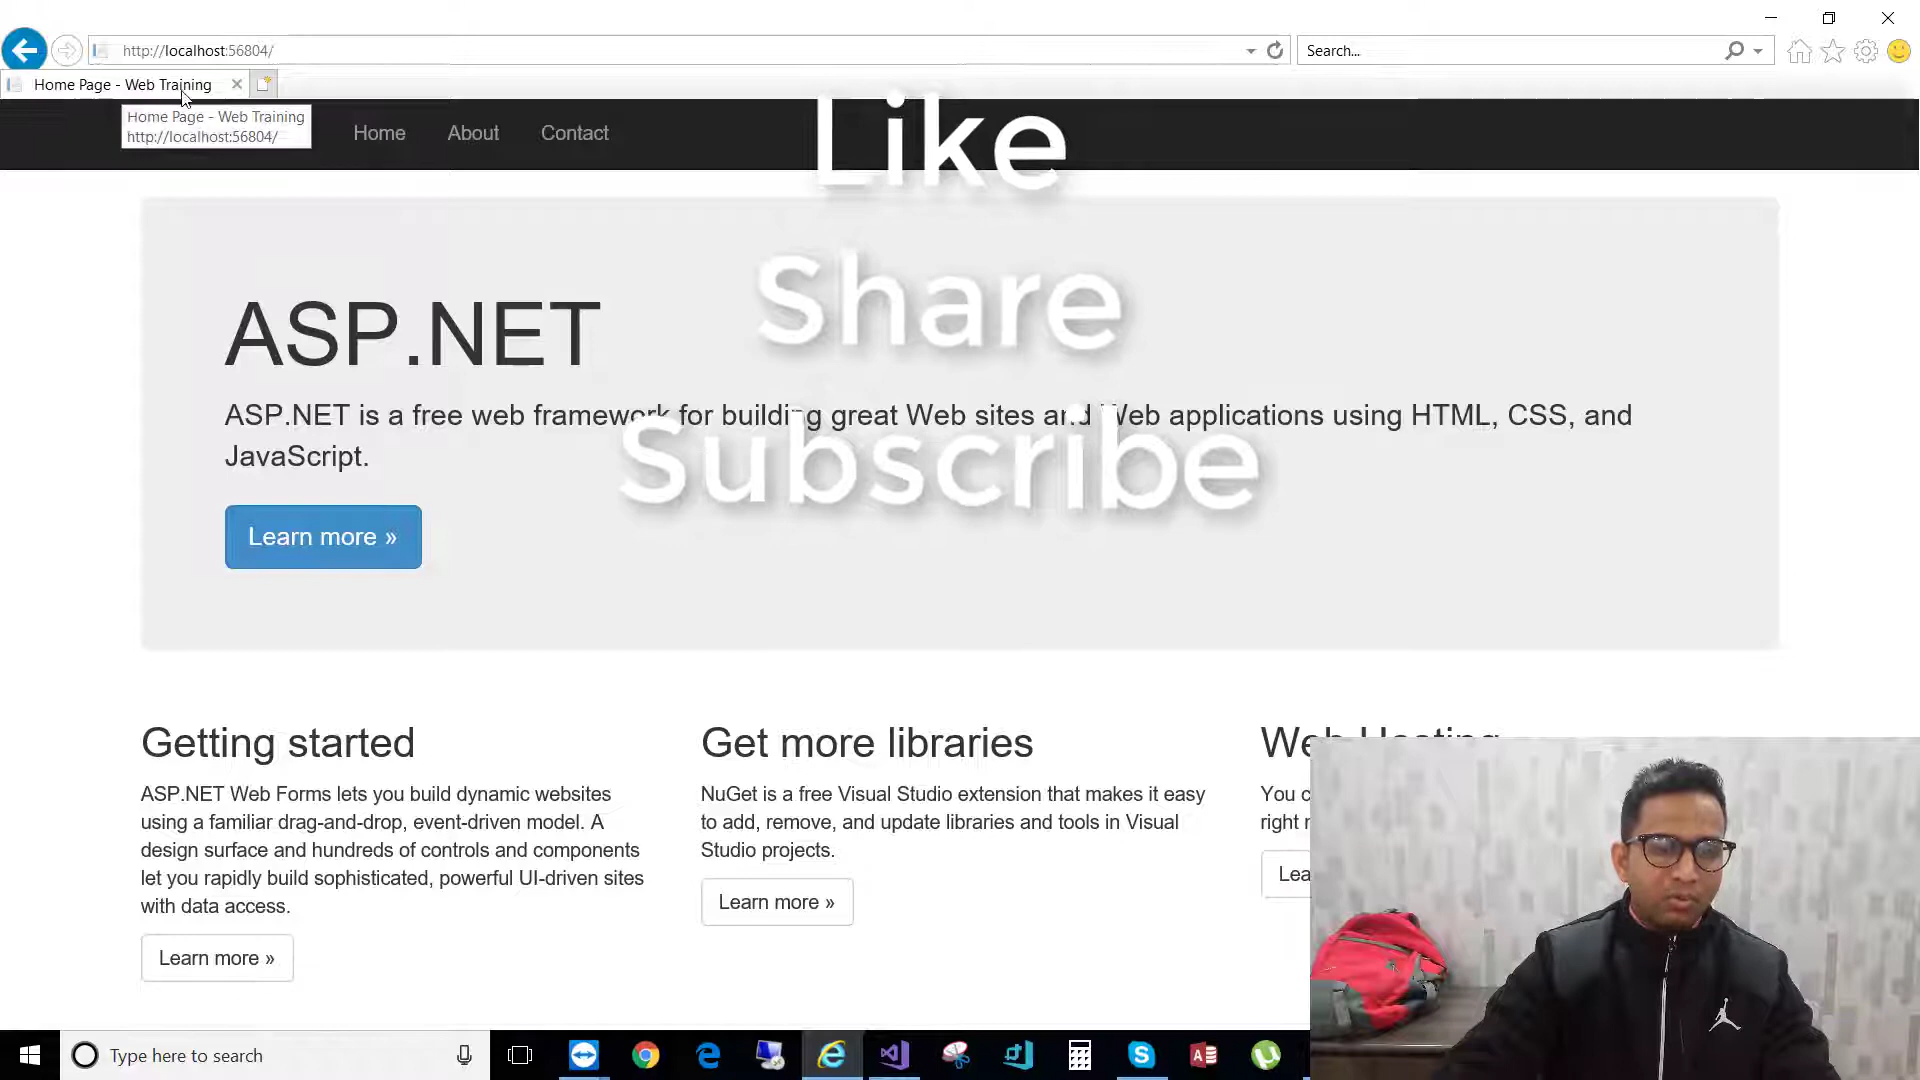 http://localhost:56804/
Search...
Home Page - Web Training
Home Page - Web Training
http://localhost:56804/
Home
About
Contact
Like
Share
Subscribe
ASP.NET
ASP.NET is a free web framework for building great Web sites and Web applications using HTML, CSS, and
JavaScript.
Learn more »
Getting started
ASP.NET Web Forms lets you build dynamic websites
using a familiar drag-and-drop, event-driven model. A
design surface and hundreds of controls and components
let you rapidly build sophisticated, powerful UI-driven sites
with data access.
Learn more »
Get more libraries
NuGet is a free Visual Studio extension that makes it easy
to add, remove, and update libraries and tools in Visual
Studio projects.
Learn more »
Web Hosting
You c
right
Lea
Type here to search